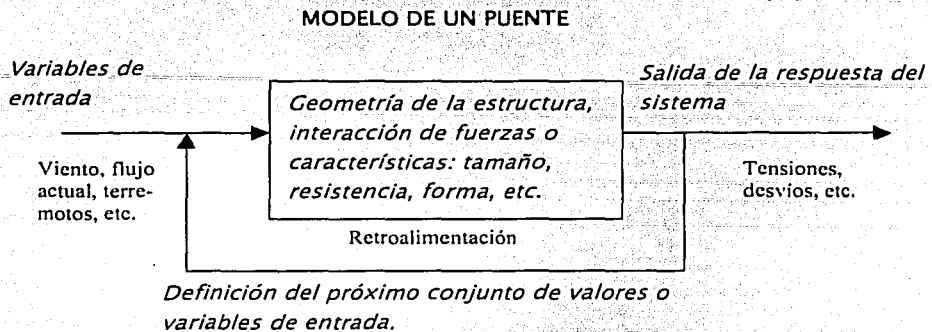 MODELO DE UN PUENTE
Variables de
entrada
Viento, flujo
actual, terre-
motos, etc.
Geometría de la estructura,
interacción de fuerzas o
características: tamaño,
resistencia, forma, etc.
Salida de la respuesta del
sistema
Tensiones,
desvíos, etc.
Retroalimentación
Definición del próximo conjunto de valores o
variables de entrada.